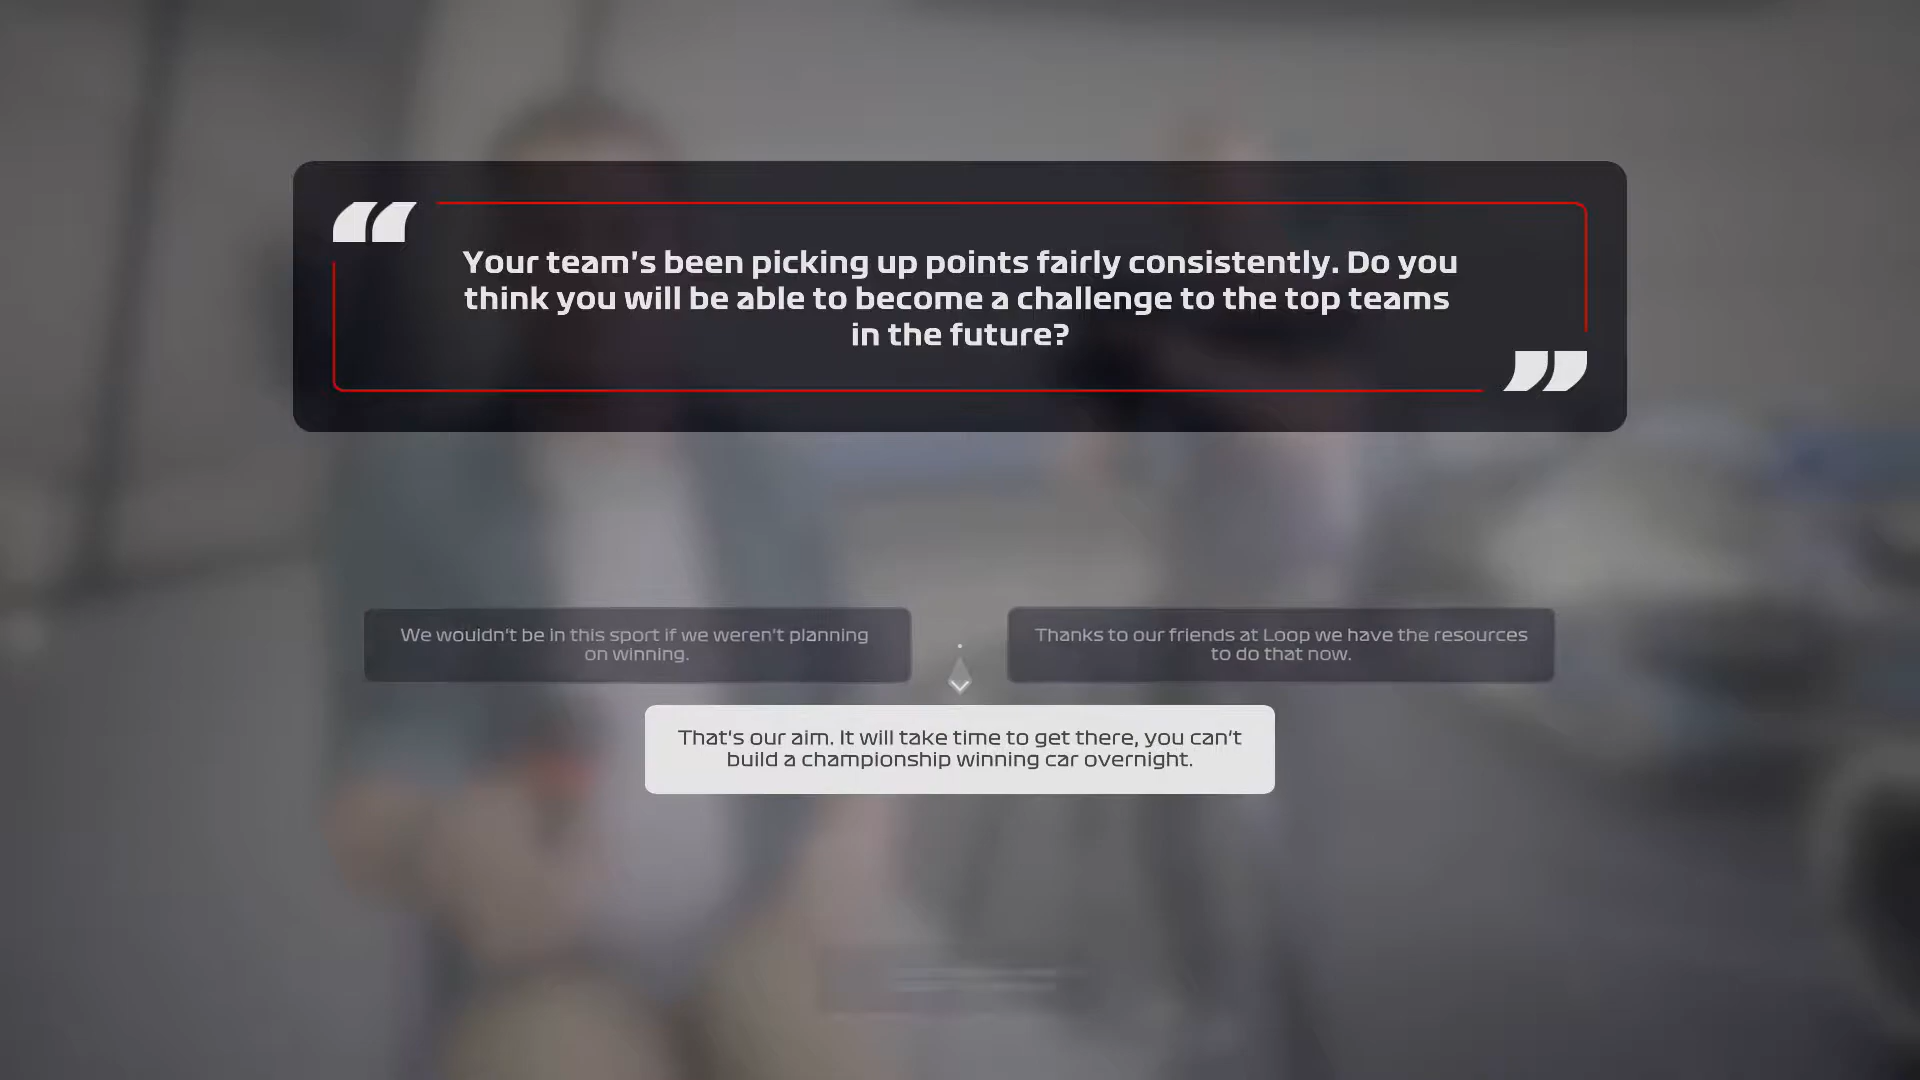 Your team's been picking up points fairly consistently. Do you
think you will be able to become a challenge to the top teams
in the future?
We wouldn't be in this sport if we weren't planning
on winning.
Thanks to our friends at Loop we have the resources
to do that now.
That's our aim. It will take time to get there, you can't
build a championship winning car overnight.